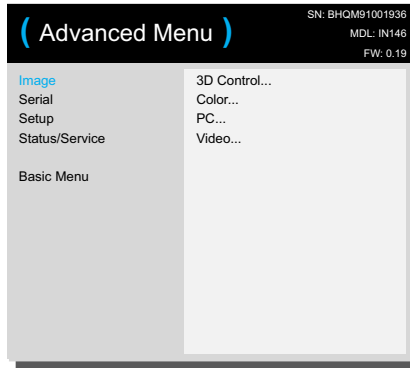 SN: BHQM91001936
( Advanced Menu )
MDL: IN146
FW: 0.19
Image
Serial
Setup
Status/Service
Basic Menu
3D Control...
Color...
PC...
Video...